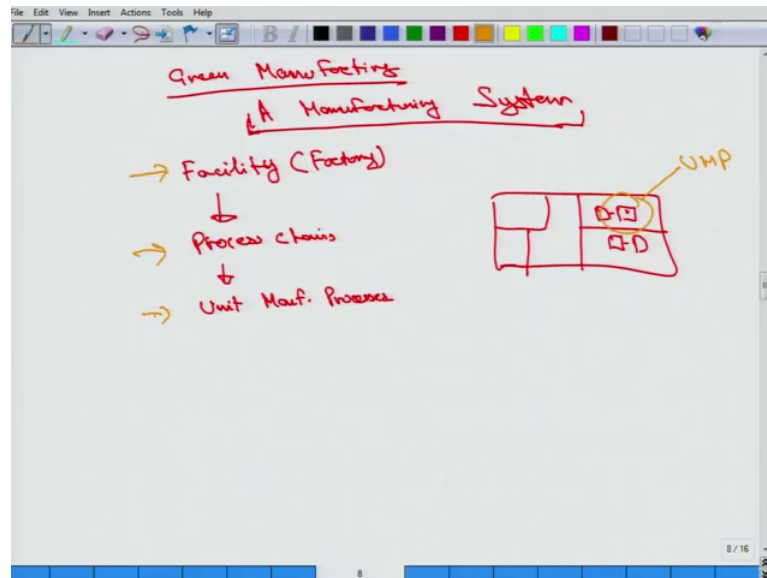 File Edit View Insert Actions Tools Help
B I
Green Manufacting
A Manufacturing System
Facility (Factory)
UMP
Process Chains
Unit Manf. Processes
8/16
8